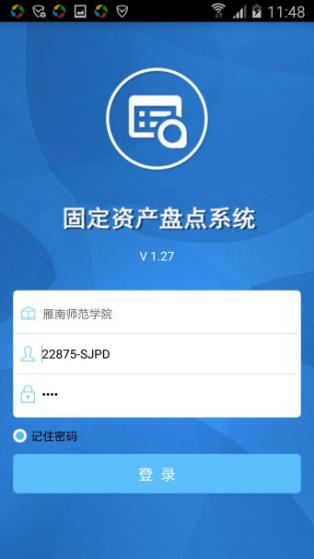 11:48
固定资产盘点系统
V 1.27
雁南师范学院
22875-SJPD
••••
记住密码
登 录